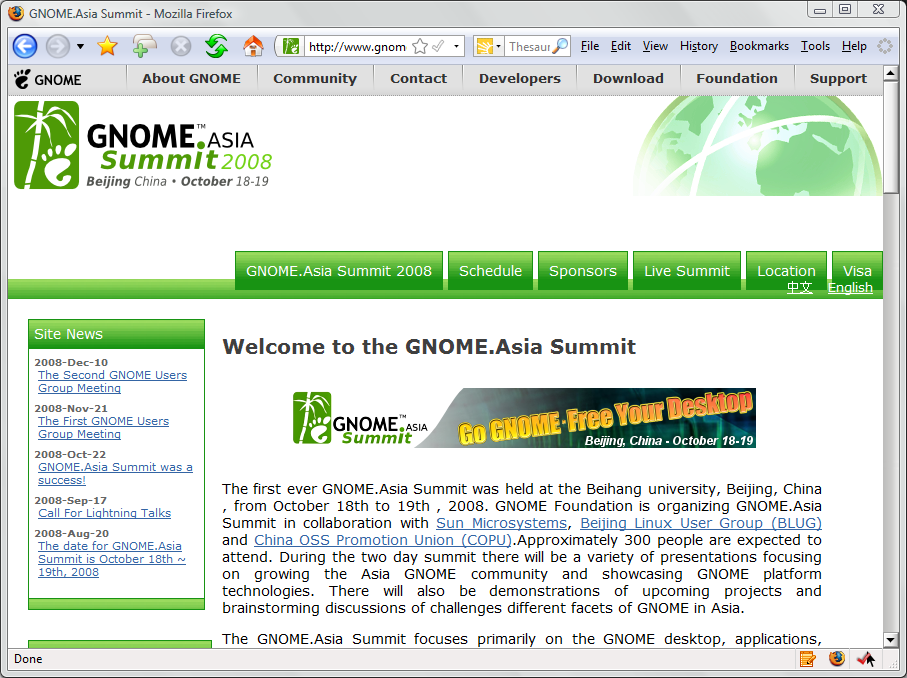 GNOME.Asia Summit - Mozilla Firefox
http://www.gnom
Thesaur
File Edit View History Bookmarks Tools Help
GNOME About GNOME Community Contact Developers Download Foundation Support
GNOME™.ASIA
Summit 2008
Beijing China • October 18-19
GNOME.Asia Summit 2008 Schedule Sponsors Live Summit Location Visa
中文 English
Site News
2008-Dec-10
The Second GNOME Users
Group Meeting
2008-Nov-21
The First GNOME Users
Group Meeting
2008-Oct-22
GNOME.Asia Summit was a
success!
2008-Sep-17
Call For Lightning Talks
2008-Aug-20
The date for GNOME.Asia
Summit is October 18th ~
19th, 2008
Welcome to the GNOME.Asia Summit
GNOME™.ASIA
Summit
Go GNOME-Free Your Desktop
Beijing, China - October 18-19
The first ever GNOME.Asia Summit was held at the Beihang university, Beijing, China
, from October 18th to 19th , 2008. GNOME Foundation is organizing GNOME.Asia
Summit in collaboration with Sun Microsystems, Beijing Linux User Group (BLUG)
and China OSS Promotion Union (COPU).Approximately 300 people are expected to
attend. During the two day summit there will be a variety of presentations focusing
on growing the Asia GNOME community and showcasing GNOME platform
technologies. There will also be demonstrations of upcoming projects and
brainstorming discussions of challenges different facets of GNOME in Asia.
The GNOME.Asia Summit focuses primarily on the GNOME desktop, applications,
Done